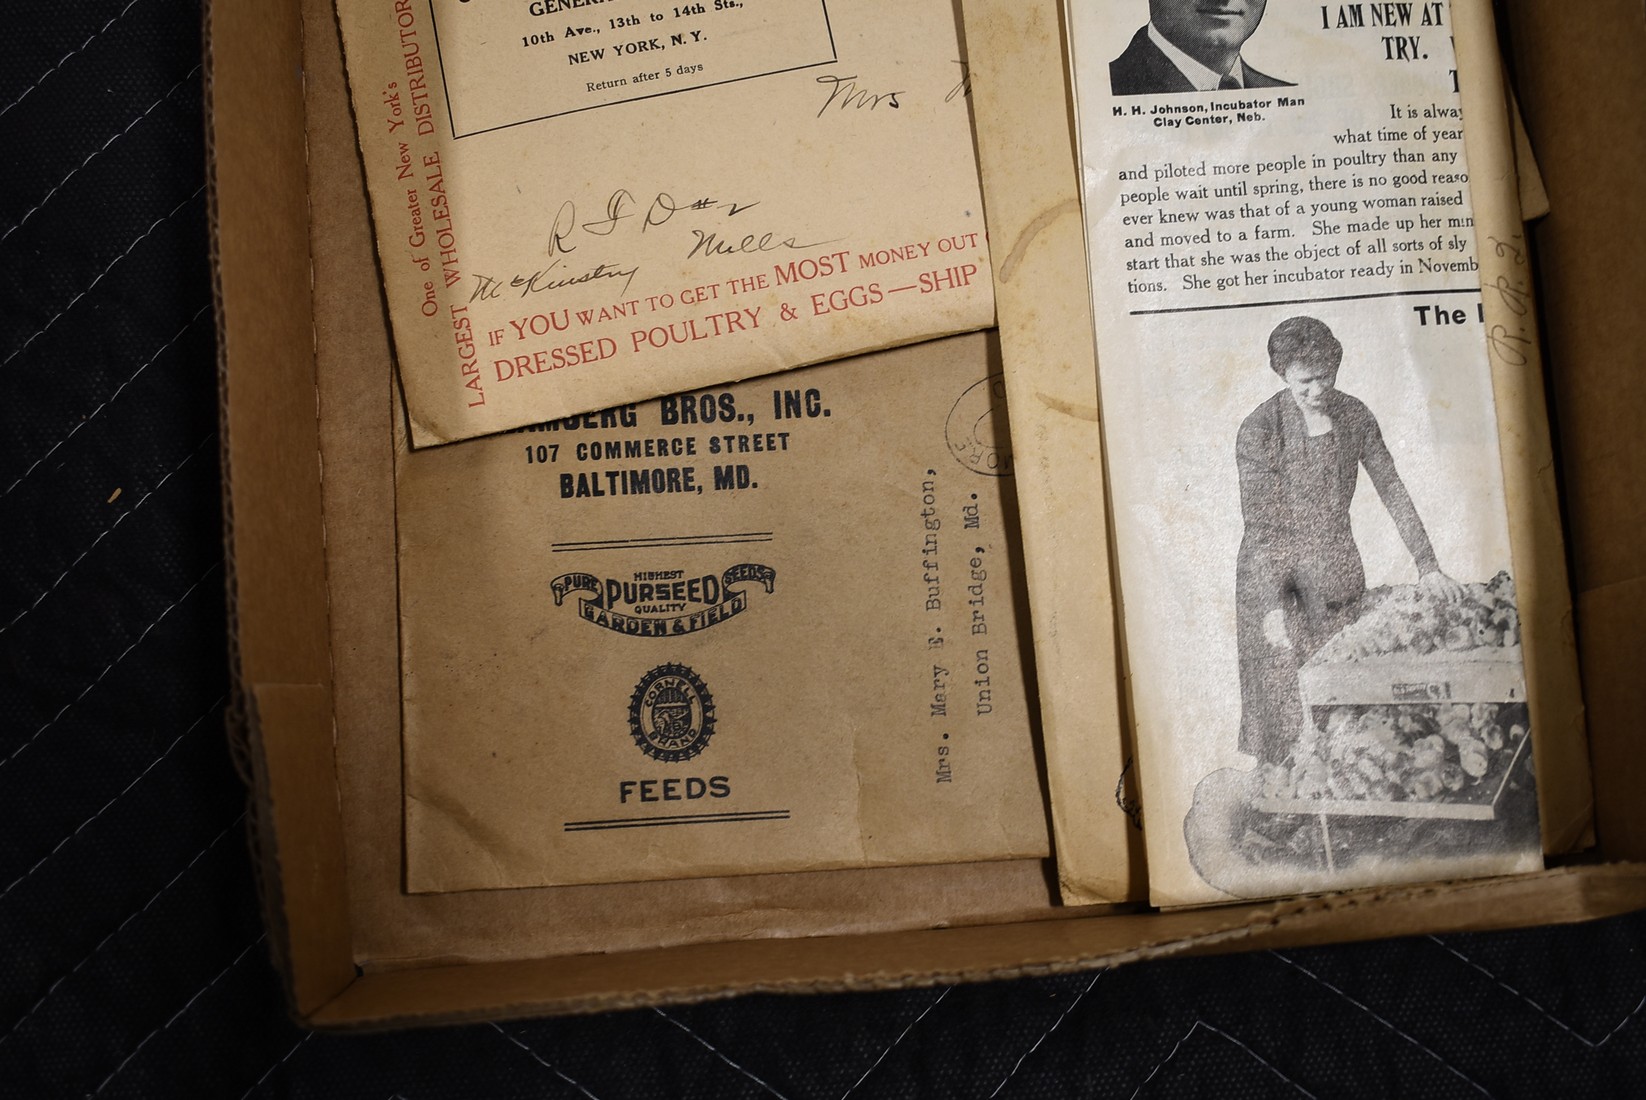 One of Greater New York's
LARGEST WHOLESALE DISTRIBUTOR
10th Ave., 13th to 14th Sts.,
NEW YORK, N. Y.
Return after 5 days
Mrs
R F D #2
McKinstry Mills
IF YOU WANT TO GET THE MOST MONEY OUT
DRESSED POULTRY & EGGS — SHIP
BROS., INC.
107 COMMERCE STREET
BALTIMORE, MD.
HIGHEST
PURE PURSEED SEEDS
QUALITY
GARDEN & FIELD
CORNELL
BRAND
FEEDS
Mrs. Mary E. Buffington,
Union Bridge, Md.
I AM NEW AT
TRY.
H. H. Johnson, Incubator Man
Clay Center, Neb.
It is
what time of year
and piloted more people in poultry than any
people wait until spring, there is no good
ever knew was that of a young woman raised
and moved to a farm. She made up her
start that she was the object of all sorts of sly
tions. She got her incubator ready in
The